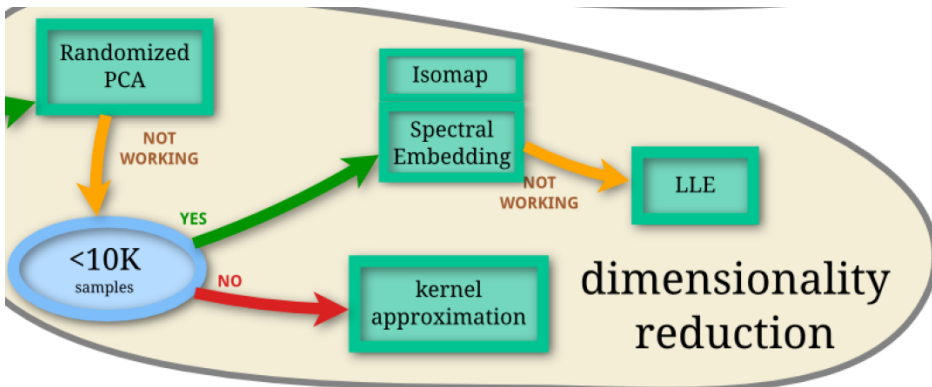 Randomized
PCA
NOT
WORKING
Isomap
Spectral
Embedding
NOT
WORKING
LLE
YES
<10K
samples
NO
kernel
approximation
dimensionality
reduction